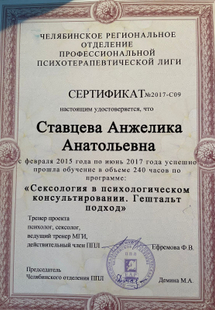 ЧЕЛЯБИНСКОЕ РЕГИОНАЛЬНОЕ
ОТДЕЛЕНИЕ
ПРОФЕССИОНАЛЬНОЙ
ПСИХОТЕРАПЕВТИЧЕСКОЙ ЛИГИ
СЕРТИФИКАТ №2017-С09
настоящим удостоверяется, что
Ставцева Анжелика
Анатольевна
с февраля 2015 года по июнь 2017 года успешно
прошла обучение в объеме 240 часов по
программе:
«Сексология в психологическом
консультировании. Гештальт
подход»
Тренер проекта
психолог, сексолог,
ведущий тренер МГИ,
действительный член ППЛ Ефремова Ф.В.
Председатель
Челябинского отделения ППЛ Демина М.А.